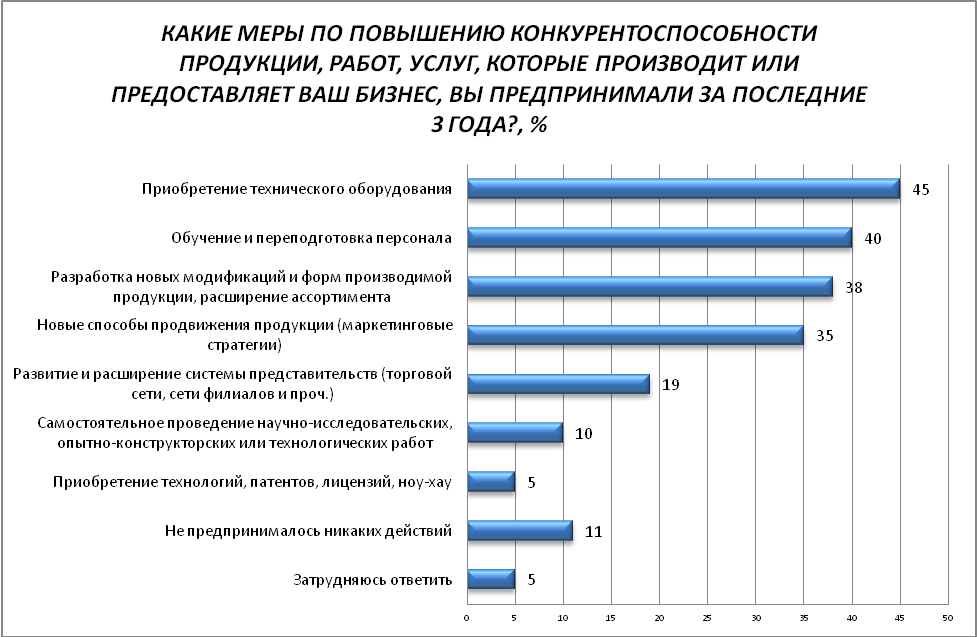 КАКИЕ МЕРЫ ПО ПОВЫШЕНИЮ КОНКУРЕНТОСПОСОБНОСТИ
ПРОДУКЦИИ, РАБОТ, УСЛУГ, КОТОРЫЕ ПРОИЗВОДИТ ИЛИ
ПРЕДОСТАВЛЯЕТ ВАШ БИЗНЕС, ВЫ ПРЕДПРИНИМАЛИ ЗА ПОСЛЕДНИЕ
3 ГОДА?, %
Приобретение технического оборудования 45
Обучение и переподготовка персонала 40
Разработка новых модификаций и форм производимой
продукции, расширение ассортимента 38
Новые способы продвижения продукции (маркетинговые
стратегии) 35
Развитие и расширение системы представительств (торговой
сети, сети филиалов и проч.) 19
Самостоятельное проведение научно-исследовательских,
опытно-конструкторских или технологических работ 10
Приобретение технологий, патентов, лицензий, ноу-хау 5
Не предпринималось никаких действий 11
Затрудняюсь ответить 5
0 5 10 15 20 25 30 35 40 45 50